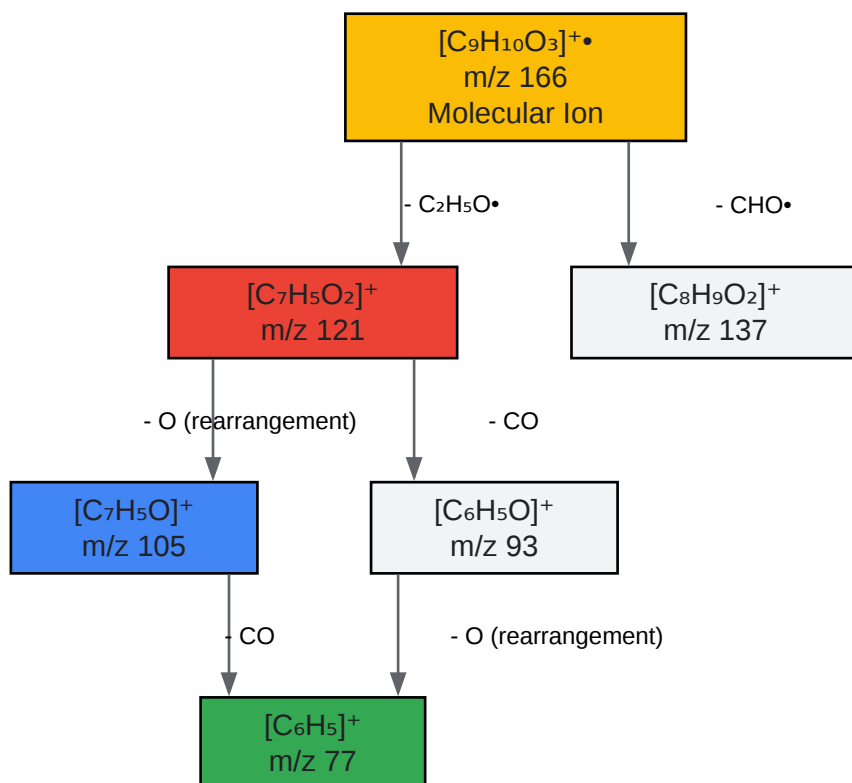 [C₉H₁₀O₃]⁺•
m/z 166
Molecular Ion
- C₂H₅O•
- CHO•
[C₇H₅O₂]⁺
m/z 121
[C₈H₉O₂]⁺
m/z 137
- O (rearrangement)
- CO
[C₇H₅O]⁺
m/z 105
[C₆H₅O]⁺
m/z 93
- CO
- O (rearrangement)
[C₆H₅]⁺
m/z 77